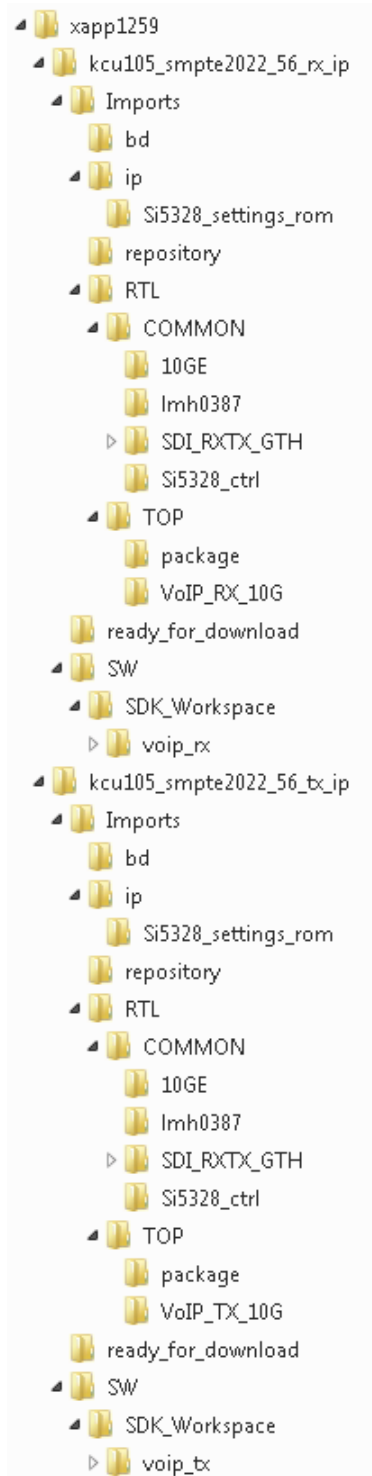 xapp1259
kcu105_smpte2022_56_rx_ip
Imports
bd
ip
Si5328_settings_rom
repository
RTL
COMMON
10GE
lmh0387
SDI_RXTX_GTH
Si5328_ctrl
TOP
package
VoIP_RX_10G
ready_for_download
SW
SDK_Workspace
voip_rx
kcu105_smpte2022_56_tx_ip
Imports
bd
ip
Si5328_settings_rom
repository
RTL
COMMON
10GE
lmh0387
SDI_RXTX_GTH
Si5328_ctrl
TOP
package
VoIP_TX_10G
ready_for_download
SW
SDK_Workspace
voip_tx